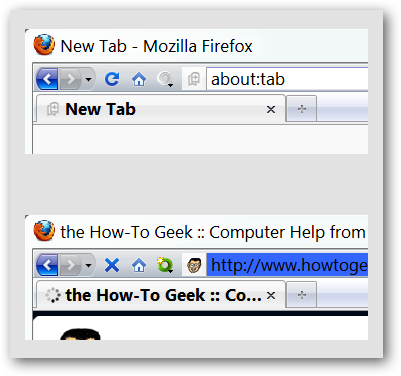 New Tab - Mozilla Firefox
about:tab
New Tab
the How-To Geek :: Computer Help from
http://www.howtoge
the How-To Geek :: Co...